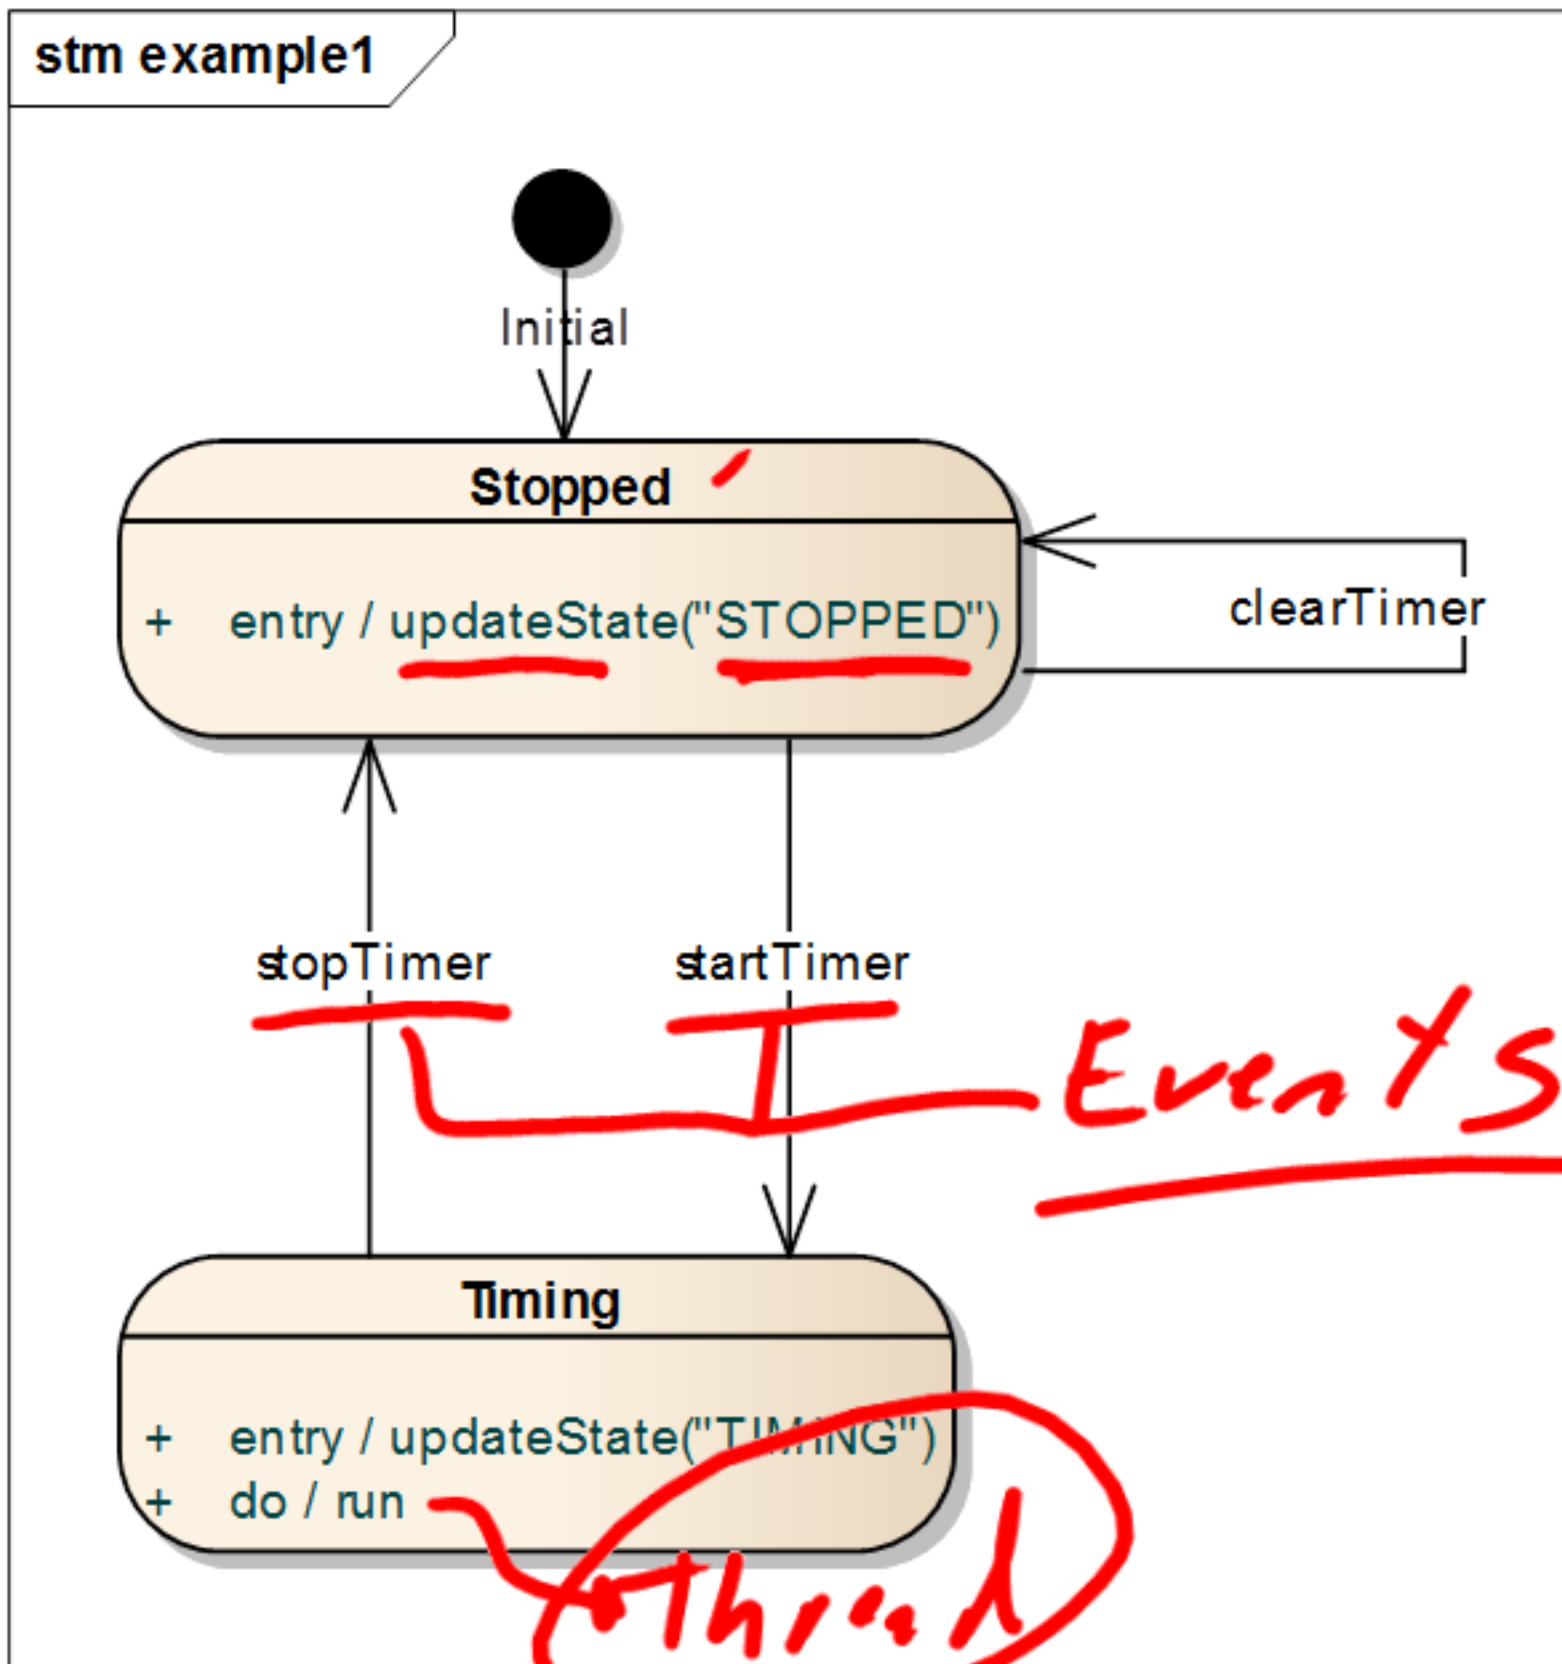 stm example1
Initial
Stopped
+ entry / updateState("STOPPED")
clearTimer
stopTimer
startTimer
Events
Timing
+ entry / updateState("TIMING")
+ do / run
Thread